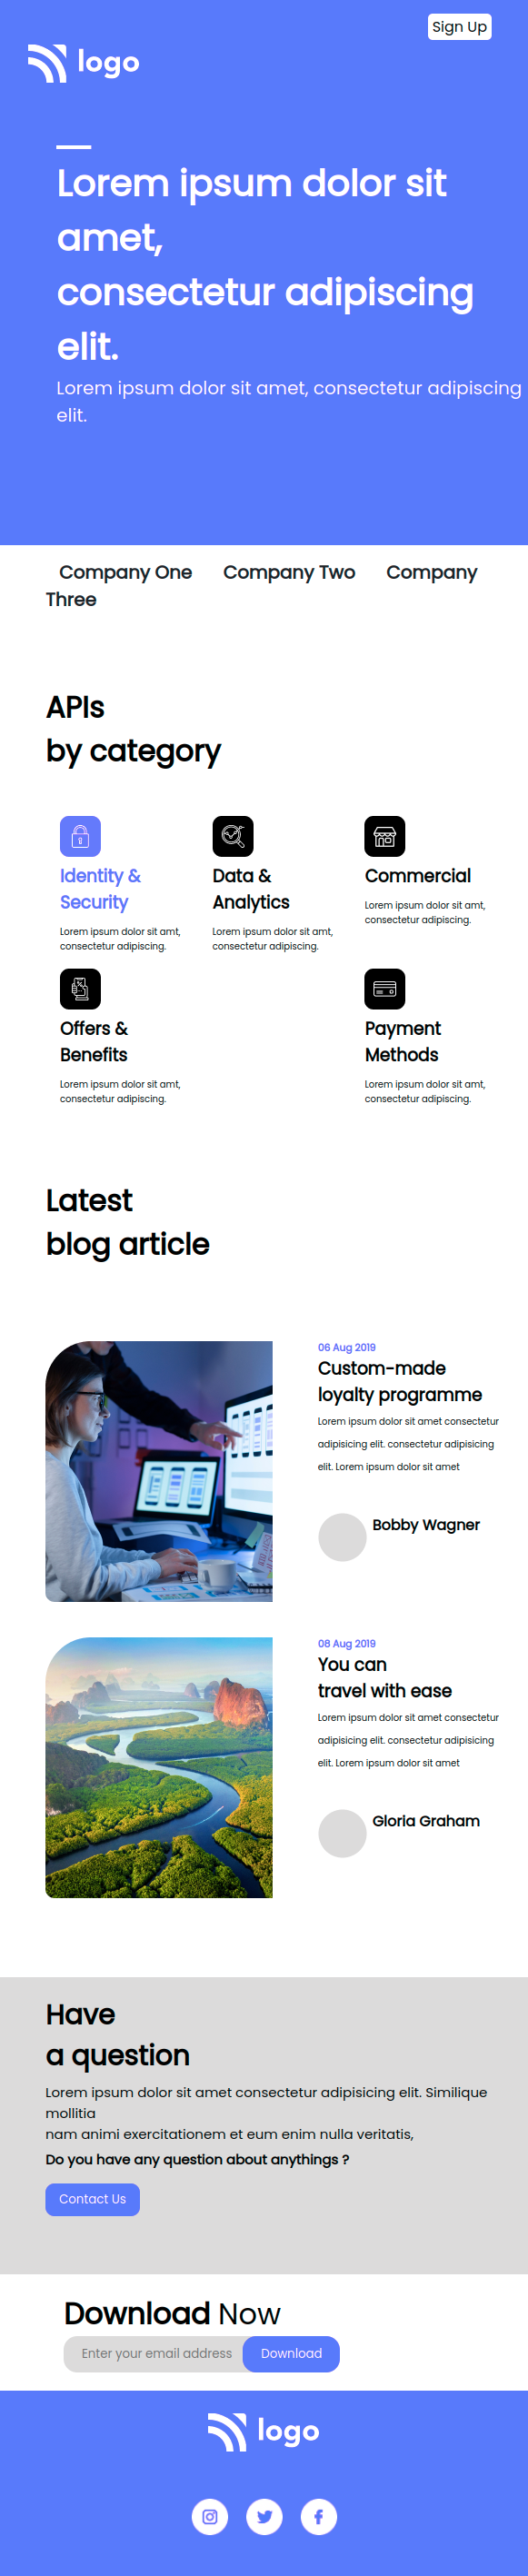 Sign Up
logo
Lorem ipsum dolor sit
amet,
consectetur adipiscing
elit.
Lorem ipsum dolor sit amet, consectetur adipiscing
elit.
Company One Company Two Company
Three
APIs
by category
Identity &
Security
Lorem ipsum dolor sit amt,
consectetur adipiscing.
Data &
Analytics
Lorem ipsum dolor sit amt,
consectetur adipiscing.
Commercial
Lorem ipsum dolor sit amt,
consectetur adipiscing.
Offers &
Benefits
Lorem ipsum dolor sit amt,
consectetur adipiscing.
Payment
Methods
Lorem ipsum dolor sit amt,
consectetur adipiscing.
Latest
blog article
06 Aug 2019
Custom-made
loyalty programme
Lorem ipsum dolor sit amet consectetur
adipisicing elit. consectetur adipisicing
elit. Lorem ipsum dolor sit amet
Bobby Wagner
08 Aug 2019
You can
travel with ease
Lorem ipsum dolor sit amet consectetur
adipisicing elit. consectetur adipisicing
elit. Lorem ipsum dolor sit amet
Gloria Graham
Have
a question
Lorem ipsum dolor sit amet consectetur adipisicing elit. Similique
mollitia
nam animi exercitationem et eum enim nulla veritatis,
Do you have any question about anythings ?
Contact Us
Download Now
Enter your email address Download
logo